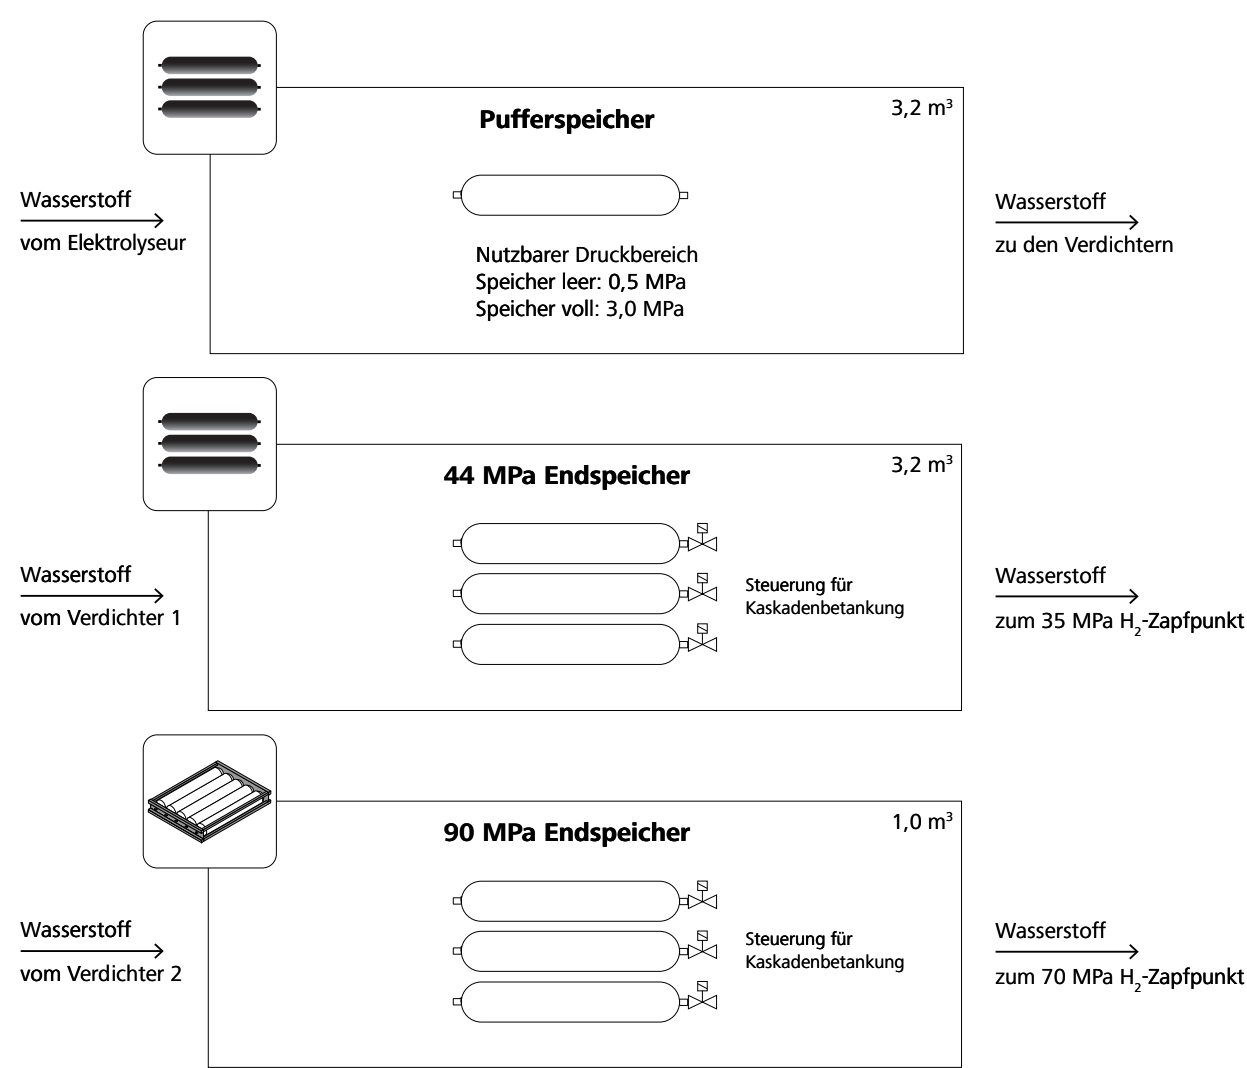 Pufferspeicher
3,2 m³
Wasserstoff
vom Elektrolyseur
Nutzbarer Druckbereich
Speicher leer: 0,5 MPa
Speicher voll: 3,0 MPa
Wasserstoff
zu den Verdichtern
44 MPa Endspeicher
3,2 m³
Wasserstoff
vom Verdichter 1
Steuerung für
Kaskadenbetankung
Wasserstoff
zum 35 MPa H₂-Zapfpunkt
90 MPa Endspeicher
1,0 m³
Wasserstoff
vom Verdichter 2
Steuerung für
Kaskadenbetankung
Wasserstoff
zum 70 MPa H₂-Zapfpunkt